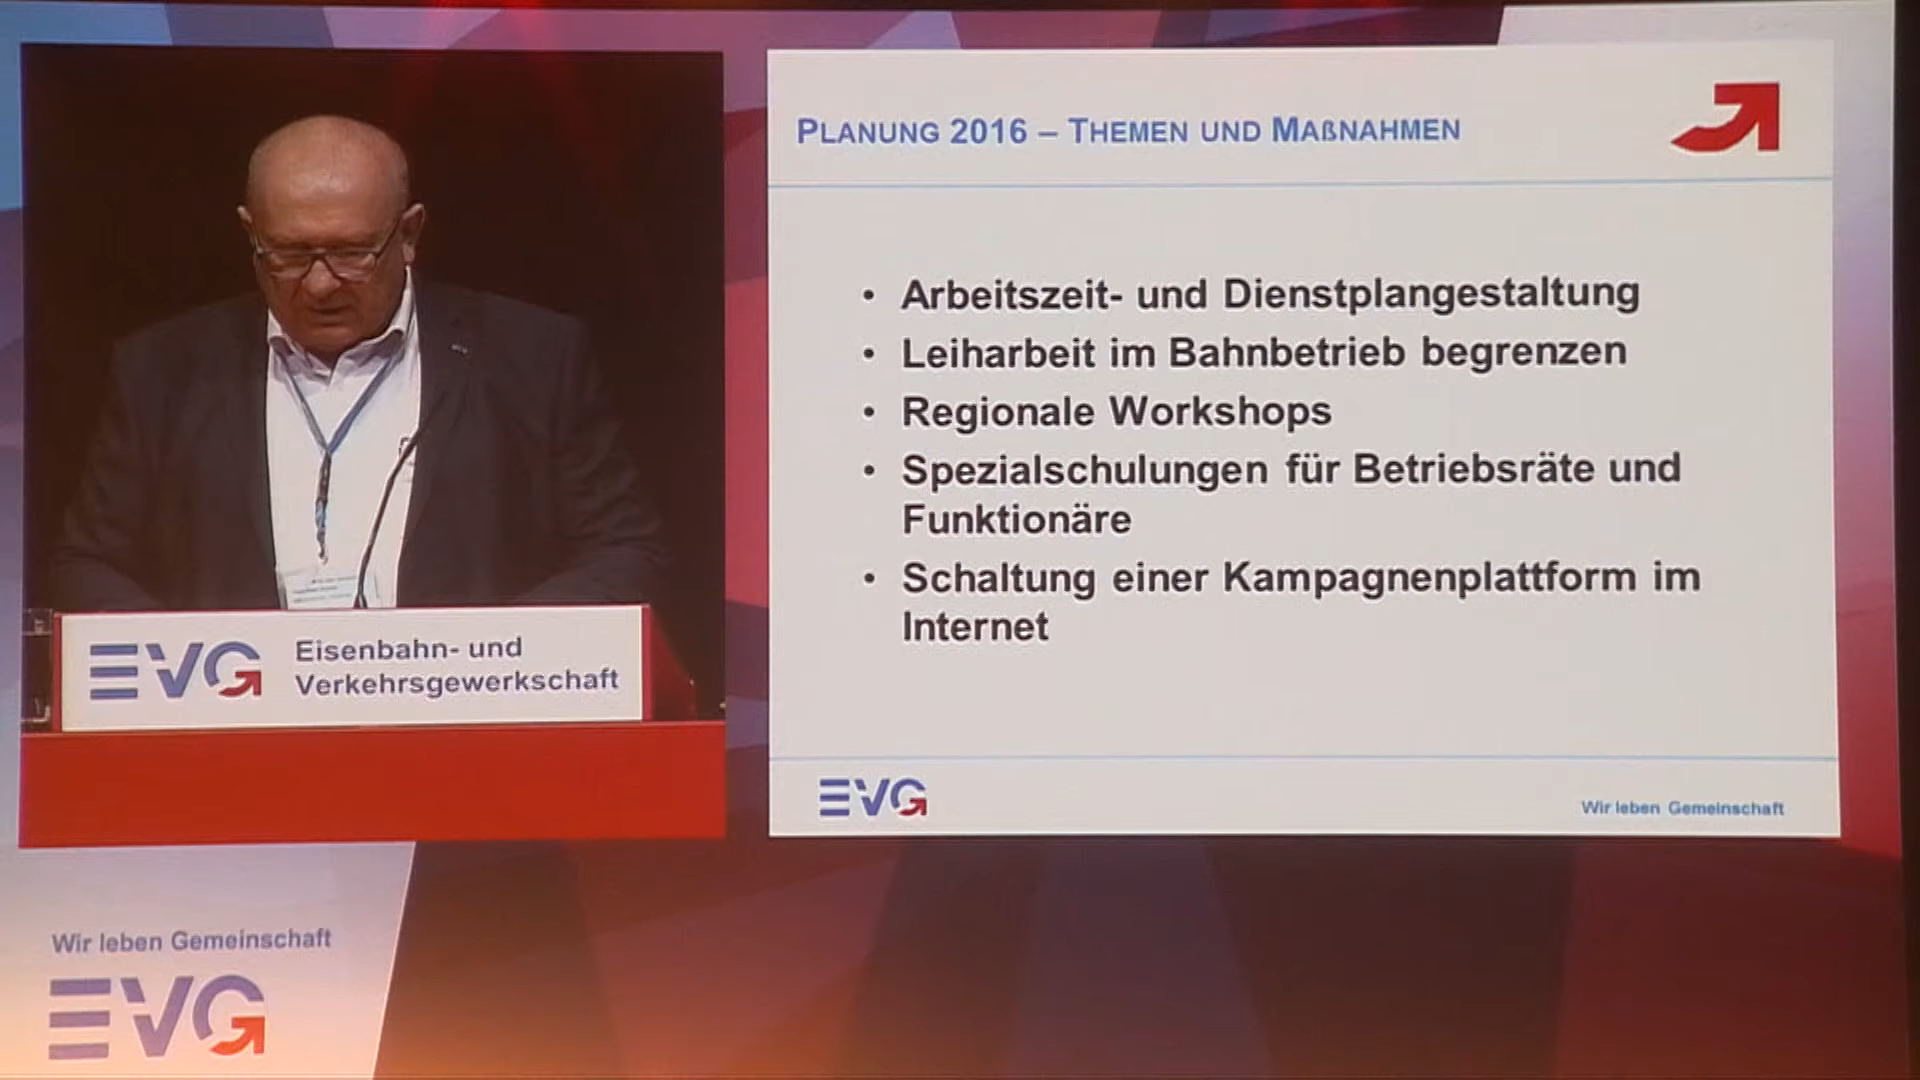 PLANUNG 2016 – THEMEN UND MAßNAHMEN
• Arbeitszeit- und Dienstplangestaltung
• Leiharbeit im Bahnbetrieb begrenzen
• Regionale Workshops
• Spezialschulungen für Betriebsräte und
Funktionäre
• Schaltung einer Kampagnenplattform im
Internet
EVG
Wir leben Gemeinschaft
EVG
Eisenbahn- und
Verkehrsgewerkschaft
Wir leben Gemeinschaft
EVG